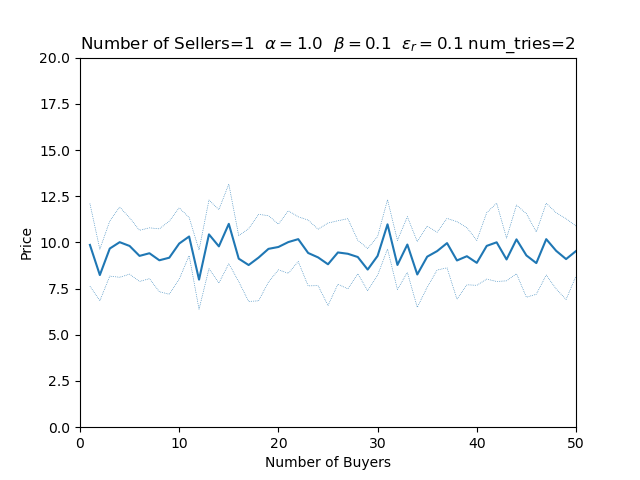 Number of Sellers=1 α = 1.0 β = 0.1 εᵣ = 0.1 num_tries=2
20.0
17.5
15.0
12.5
10.0
7.5
5.0
2.5
0.0
Price
0 10 20 30 40 50
Number of Buyers